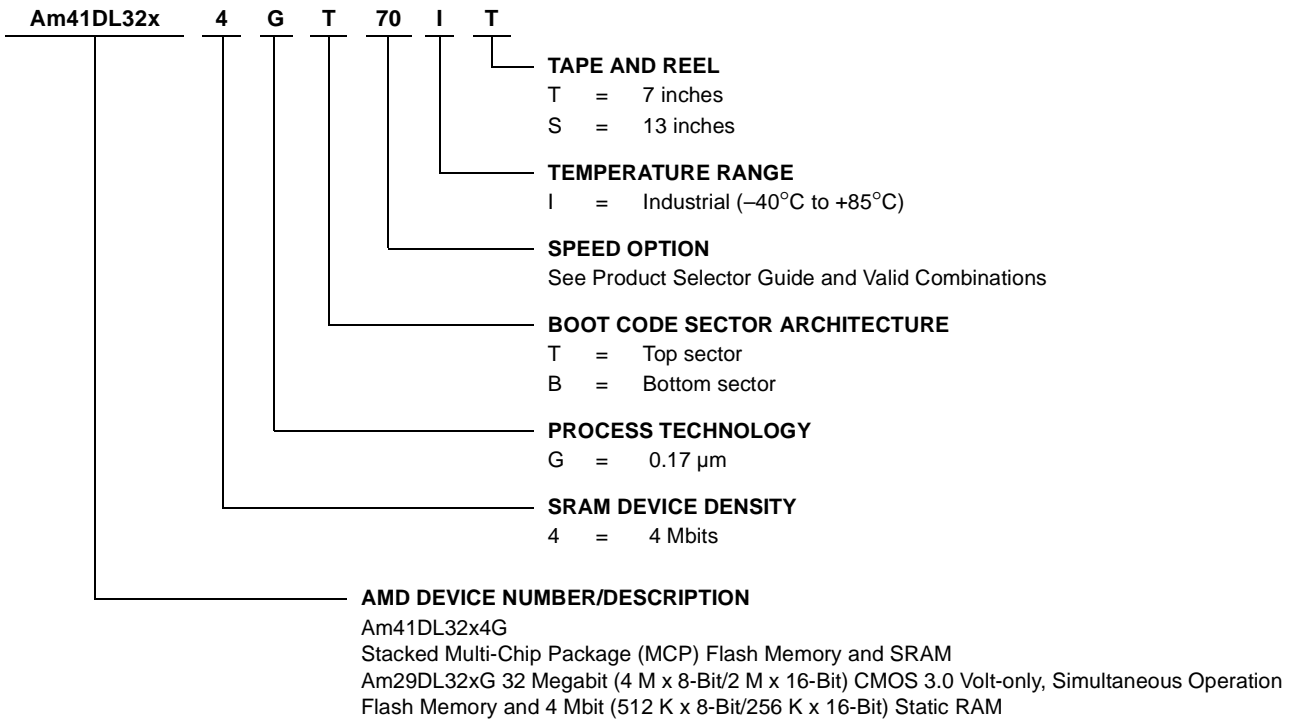 Am41DL32x 4 G T 70 I T
TAPE AND REEL
T = 7 inches
S = 13 inches
TEMPERATURE RANGE
I = Industrial (–40°C to +85°C)
SPEED OPTION
See Product Selector Guide and Valid Combinations
BOOT CODE SECTOR ARCHITECTURE
T = Top sector
B = Bottom sector
PROCESS TECHNOLOGY
G = 0.17 µm
SRAM DEVICE DENSITY
4 = 4 Mbits
AMD DEVICE NUMBER/DESCRIPTION
Am41DL32x4G
Stacked Multi-Chip Package (MCP) Flash Memory and SRAM
Am29DL32xG 32 Megabit (4 M x 8-Bit/2 M x 16-Bit) CMOS 3.0 Volt-only, Simultaneous Operation
Flash Memory and 4 Mbit (512 K x 8-Bit/256 K x 16-Bit) Static RAM